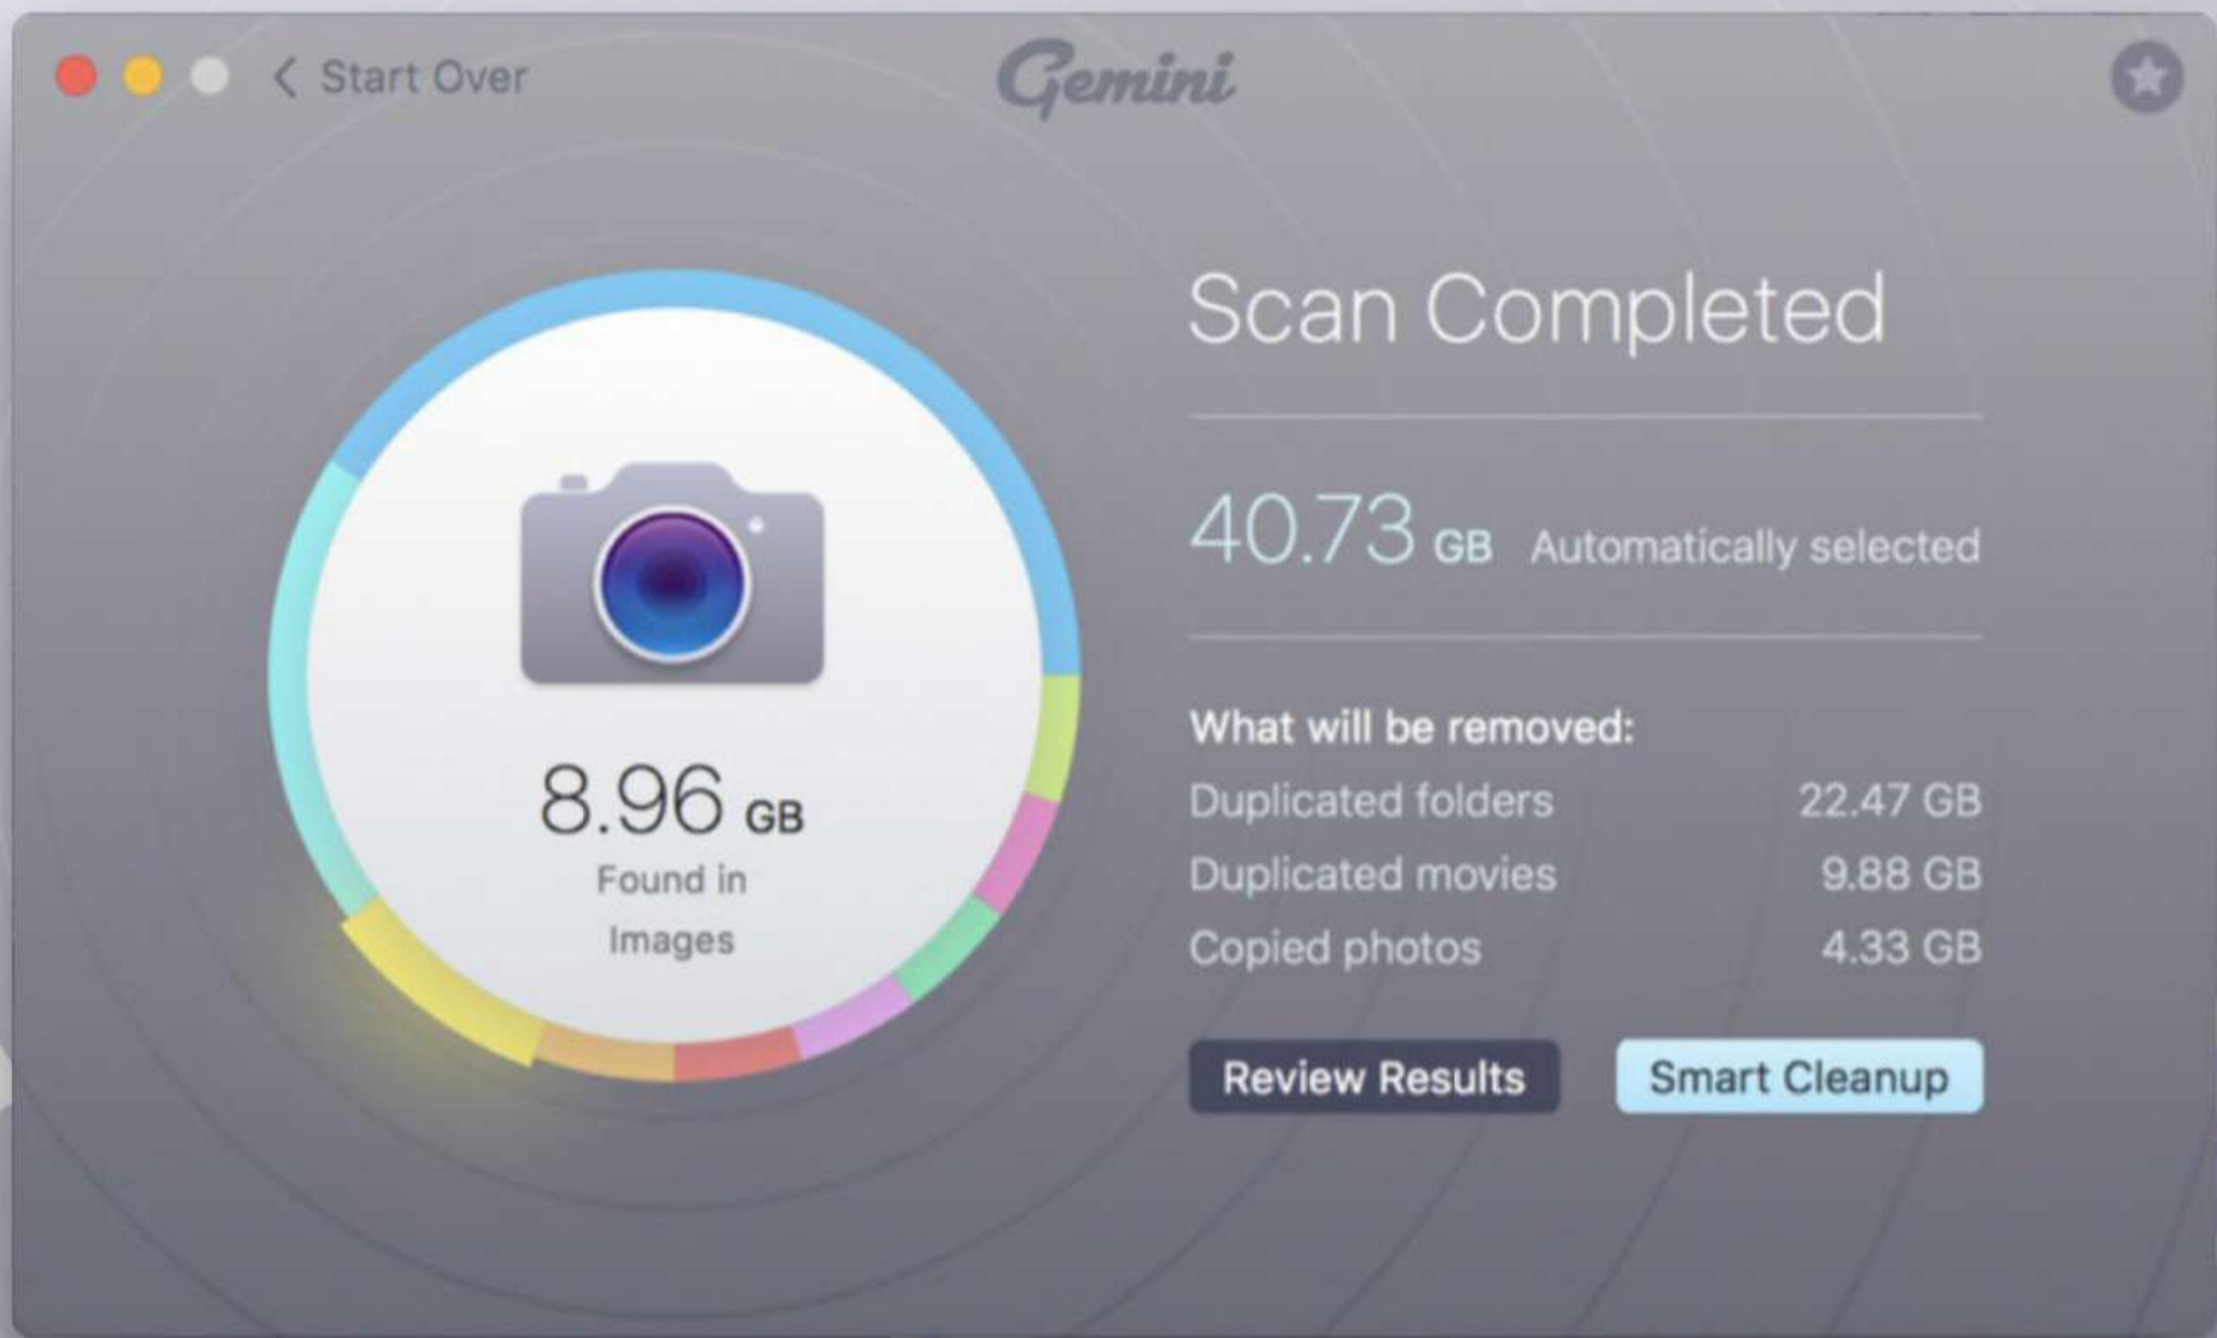 Start Over
Gemini
Scan Completed
40.73 GB Automatically selected
8.96 GB
Found in
Images
What will be removed:
Duplicated folders 22.47 GB
Duplicated movies 9.88 GB
Copied photos 4.33 GB
Review Results Smart Cleanup